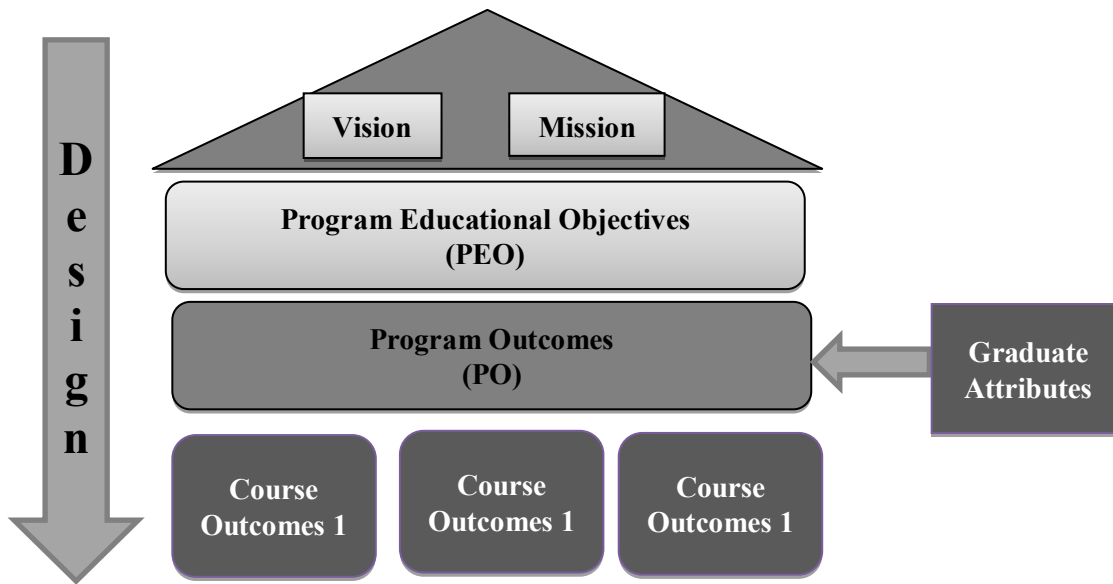 Design
Vision
Mission
Program Educational Objectives
(PEO)
Program Outcomes
(PO)
Graduate
Attributes
Course
Outcomes 1
Course
Outcomes 1
Course
Outcomes 1